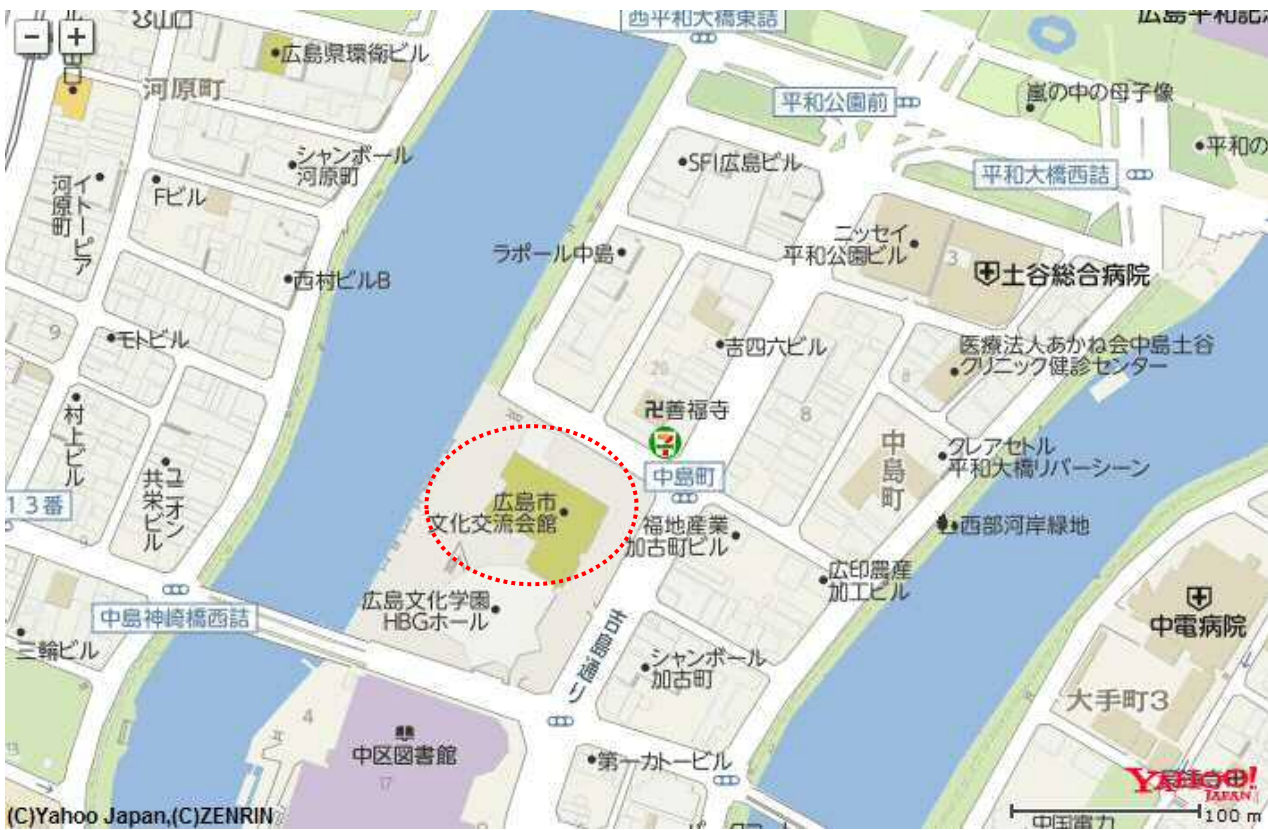 西平和大橋東詰
広島平和記念
広島県環衛ビル
河原町
平和公園前
嵐の中の母子像
シャンボール
河原町
SFI広島ビル
平和大橋西詰
平和の
イトーピア
河原町
Fビル
ラポール中島
ニッセイ
平和公園ビル
3
土谷総合病院
西村ビルB
9
モトビル
吉四六ビル
医療法人あかね会中島土谷
クリニック健診センター
20
8
8
村上ビル
卍善福寺
ユニオン
共栄ビル
中島町
中島町
クレアセトル
平和大橋リバーシーン
13番
広島市
文化交流会館
福地産業
加古町ビル
西部河岸緑地
広印農産
加工ビル
広島文化学園
HBGホール
中島神崎橋西詰
吉島通り
中電病院
三輪ビル
シャンボール
加古町
大手町3
4
中区図書館
17
第一カトービル
YAHOO!
JAPAN
(C)Yahoo Japan,(C)ZENRIN
中国電力
100 m